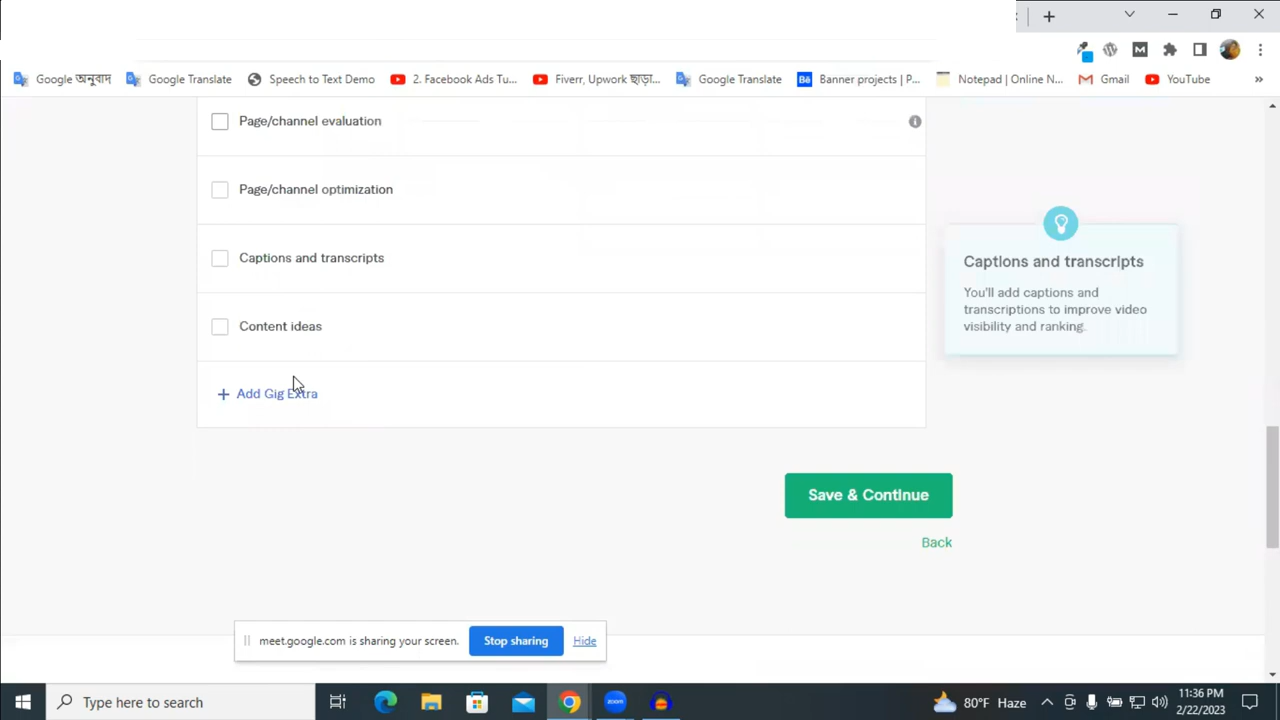 Google অনুবাদ
Google Translate
Speech to Text Demo
2. Facebook Ads Tu...
Fiverr, Upwork ছাড়া...
Google Translate
Bē Banner projects | P...
Notepad | Online N...
Gmail
YouTube
»
Page/channel evaluation
Page/channel optimization
Captions and transcripts
Content ideas
+ Add Gig Extra
Captions and transcripts
You'll add captions and
transcriptions to improve video
visibility and ranking.
Save & Continue
Back
meet.google.com is sharing your screen.
Stop sharing
Hide
Type here to search
zoom
80°F Haze
11:36 PM
2/22/2023